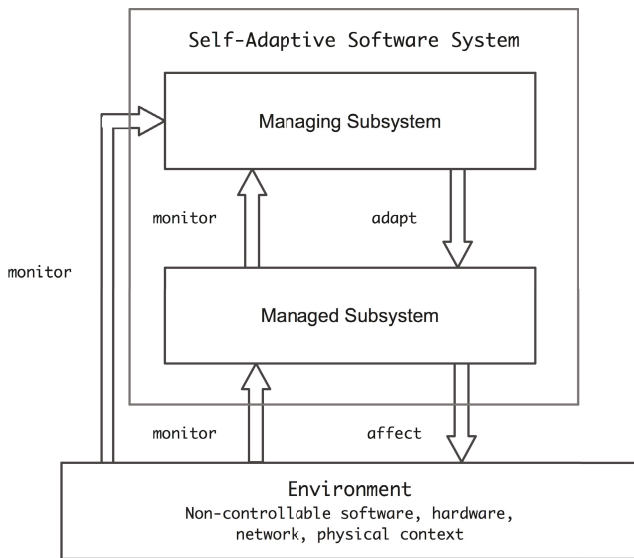 Self-Adaptive Software System
Managing Subsystem
monitor
adapt
monitor
Managed Subsystem
monitor
affect
Environment
Non-controllable software, hardware,
network, physical context